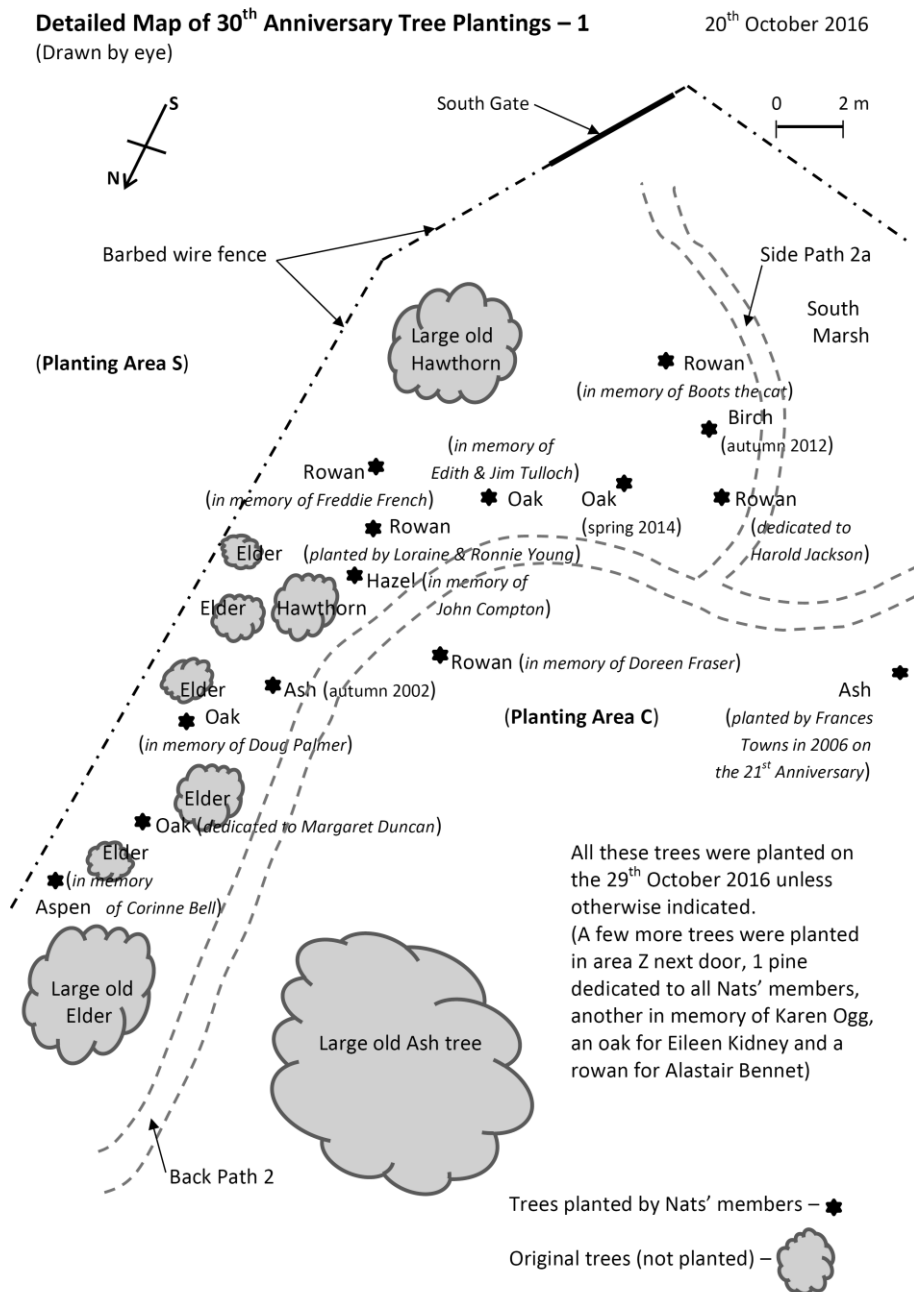 Detailed Map of 30th Anniversary Tree Plantings – 1
20th October 2016
(Drawn by eye)
S
N
South Gate
0 2 m
Barbed wire fence
Side Path 2a
South
Marsh
Large old
Hawthorn
(Planting Area S)
Rowan
(in memory of Boots the cat)
Birch
(autumn 2012)
(in memory of
Edith & Jim Tulloch)
Rowan
(in memory of Freddie French)
Oak
Oak
(spring 2014)
Rowan
(dedicated to
Harold Jackson)
Rowan
(planted by Loraine & Ronnie Young)
Elder
Hazel (in memory of
John Compton)
Elder
Hawthorn
Rowan (in memory of Doreen Fraser)
Elder
Ash (autumn 2002)
Ash
(planted by Frances
Towns in 2006 on
the 21st Anniversary)
(Planting Area C)
Oak
(in memory of Doug Palmer)
Elder
Oak (dedicated to Margaret Duncan)
Elder
(in memory
Aspen of Corinne Bell)
All these trees were planted on
the 29th October 2016 unless
otherwise indicated.
(A few more trees were planted
in area Z next door, 1 pine
dedicated to all Nats' members,
another in memory of Karen Ogg,
an oak for Eileen Kidney and a
rowan for Alastair Bennet)
Large old
Elder
Large old Ash tree
Back Path 2
Trees planted by Nats' members –
Original trees (not planted) –